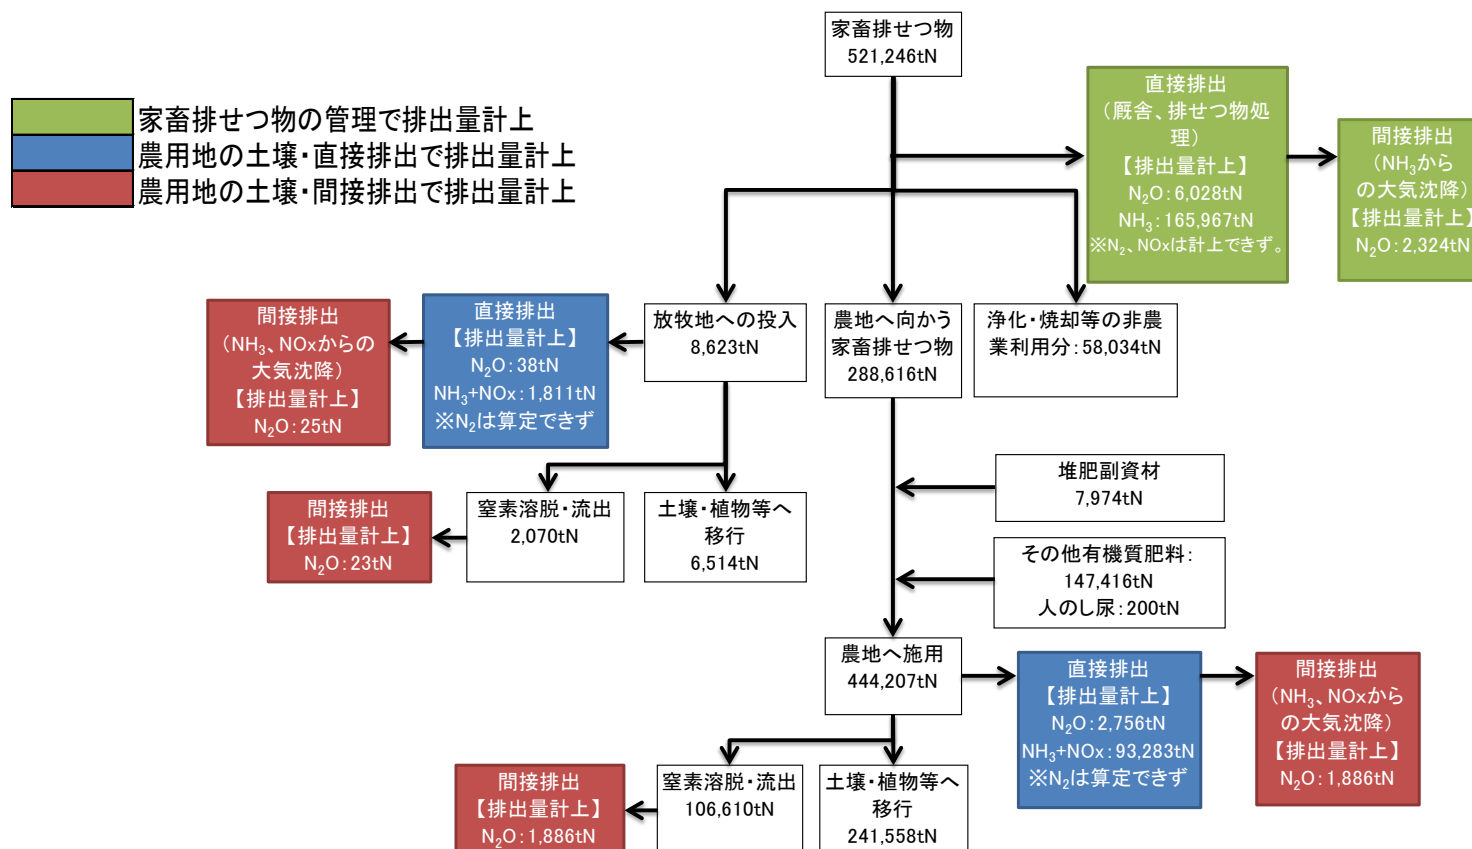 家畜排せつ物
521,246tN
家畜排せつ物の管理で排出量計上
農用地の土壌・直接排出で排出量計上
農用地の土壌・間接排出で排出量計上
直接排出
（厩舎、排せつ物処
理）
【排出量計上】
N₂O：6,028tN
NH₃：165,967tN
※N₂、NOxは計上できず。
間接排出
（NH₃から
の大気沈降）
【排出量計上】
N₂O：2,324tN
間接排出
（NH₃、NOxからの
大気沈降）
【排出量計上】
N₂O：25tN
直接排出
【排出量計上】
N₂O：38tN
NH₃+NOx：1,811tN
※N₂は算定できず
放牧地への投入
8,623tN
農地へ向かう
家畜排せつ物
288,616tN
浄化・焼却等の非農
業利用分：58,034tN
間接排出
【排出量計上】
N₂O：23tN
窒素溶脱・流出
2,070tN
土壌・植物等へ
移行
6,514tN
堆肥副資材
7,974tN
その他有機質肥料：
147,416tN
人のし尿：200tN
農地へ施用
444,207tN
直接排出
【排出量計上】
N₂O：2,756tN
NH₃+NOx：93,283tN
※N₂は算定できず
間接排出
（NH₃、NOxから
の大気沈降）
【排出量計上】
N₂O：1,886tN
間接排出
【排出量計上】
N₂O：1,886tN
窒素溶脱・流出
106,610tN
土壌・植物等へ
移行
241,558tN